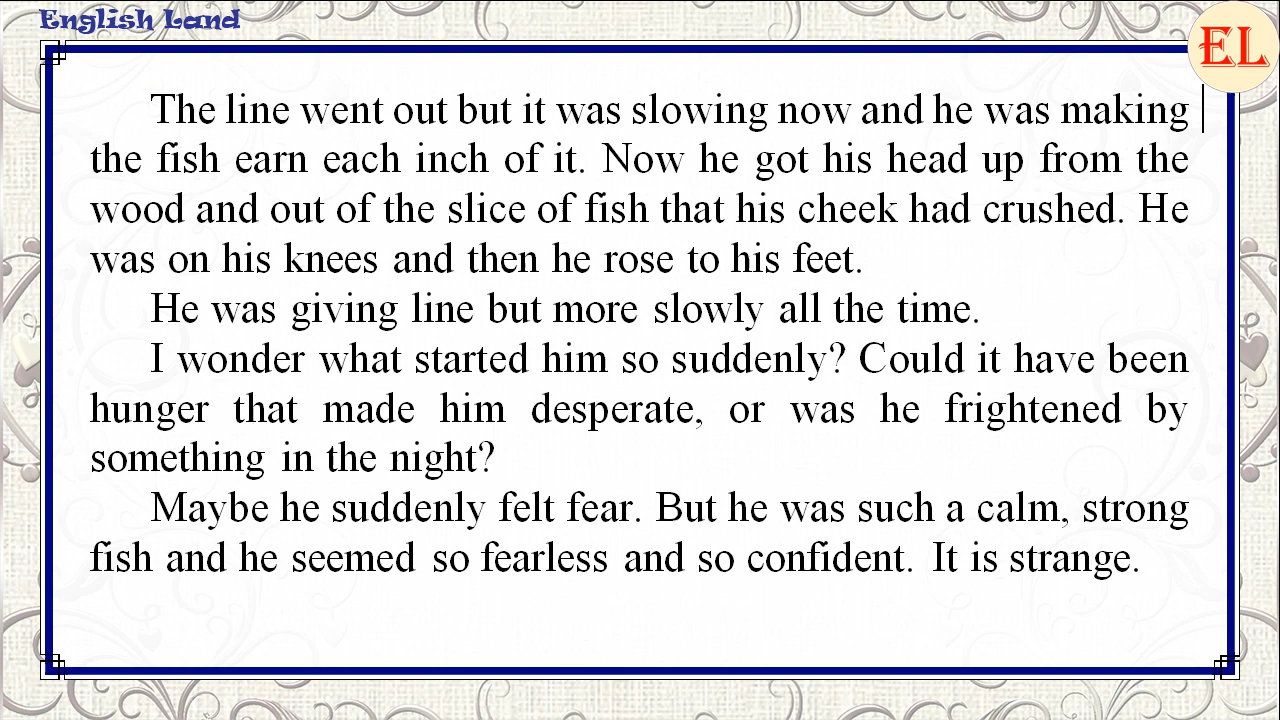 English Land
EL
The line went out but it was slowing now and he was making
the fish earn each inch of it. Now he got his head up from the
wood and out of the slice of fish that his cheek had crushed. He
was on his knees and then he rose to his feet.
He was giving line but more slowly all the time.
I wonder what started him so suddenly? Could it have been
hunger that made him desperate, or was he frightened by
something in the night?
Maybe he suddenly felt fear. But he was such a calm, strong
fish and he seemed so fearless and so confident. It is strange.